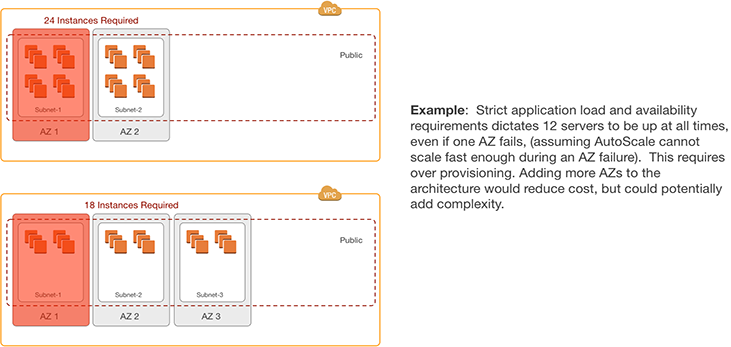 VPC
24 Instances Required
Public
Subnet-1
Subnet-2
AZ 1
AZ 2
Example: Strict application load and availability
requirements dictates 12 servers to be up at all times,
even if one AZ fails, (assuming AutoScale cannot
scale fast enough during an AZ failure). This requires
over provisioning. Adding more AZs to the
architecture would reduce cost, but could potentially
add complexity.
VPC
18 Instances Required
Public
Subnet-1
Subnet-2
Subnet-3
AZ 1
AZ 2
AZ 3